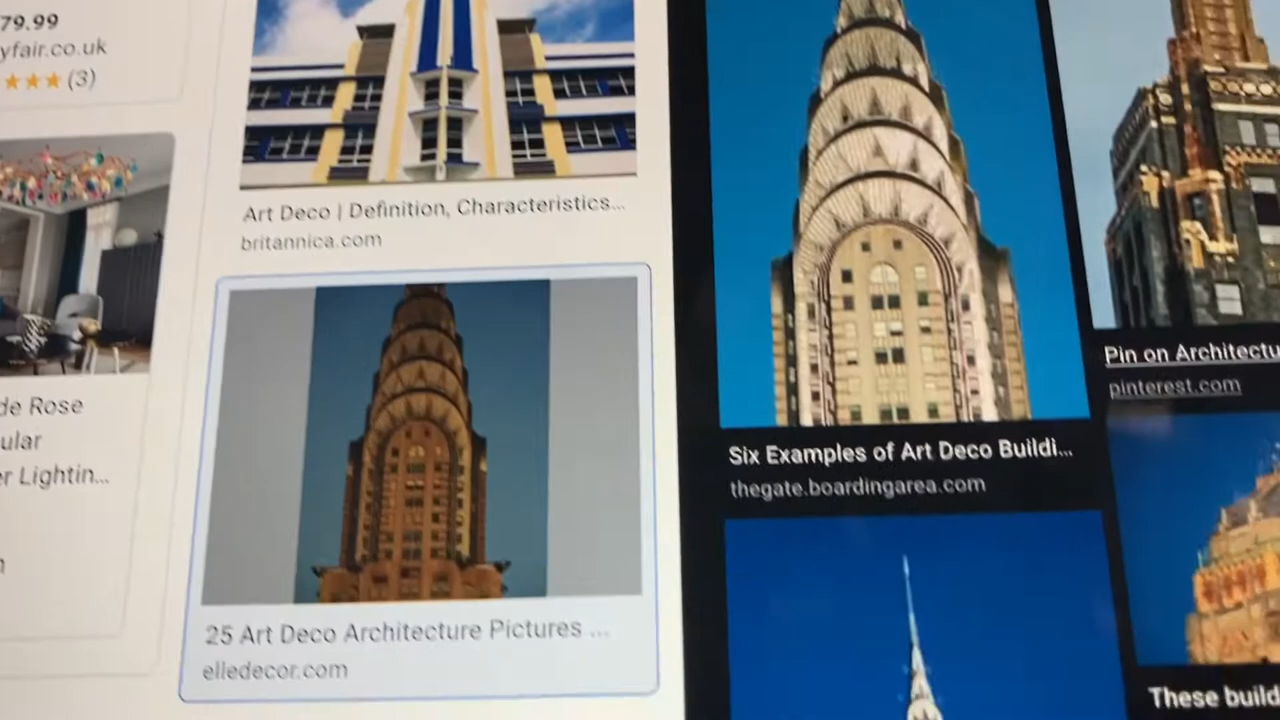 79.99
yfair.co.uk
(3)
de Rose
ular
er Lightin...
Art Deco | Definition, Characteristics...
britannica.com
25 Art Deco Architecture Pictures ...
elledecor.com
Six Examples of Art Deco Buildi...
thegate.boardingarea.com
Pin on Architectu
pinterest.com
These build